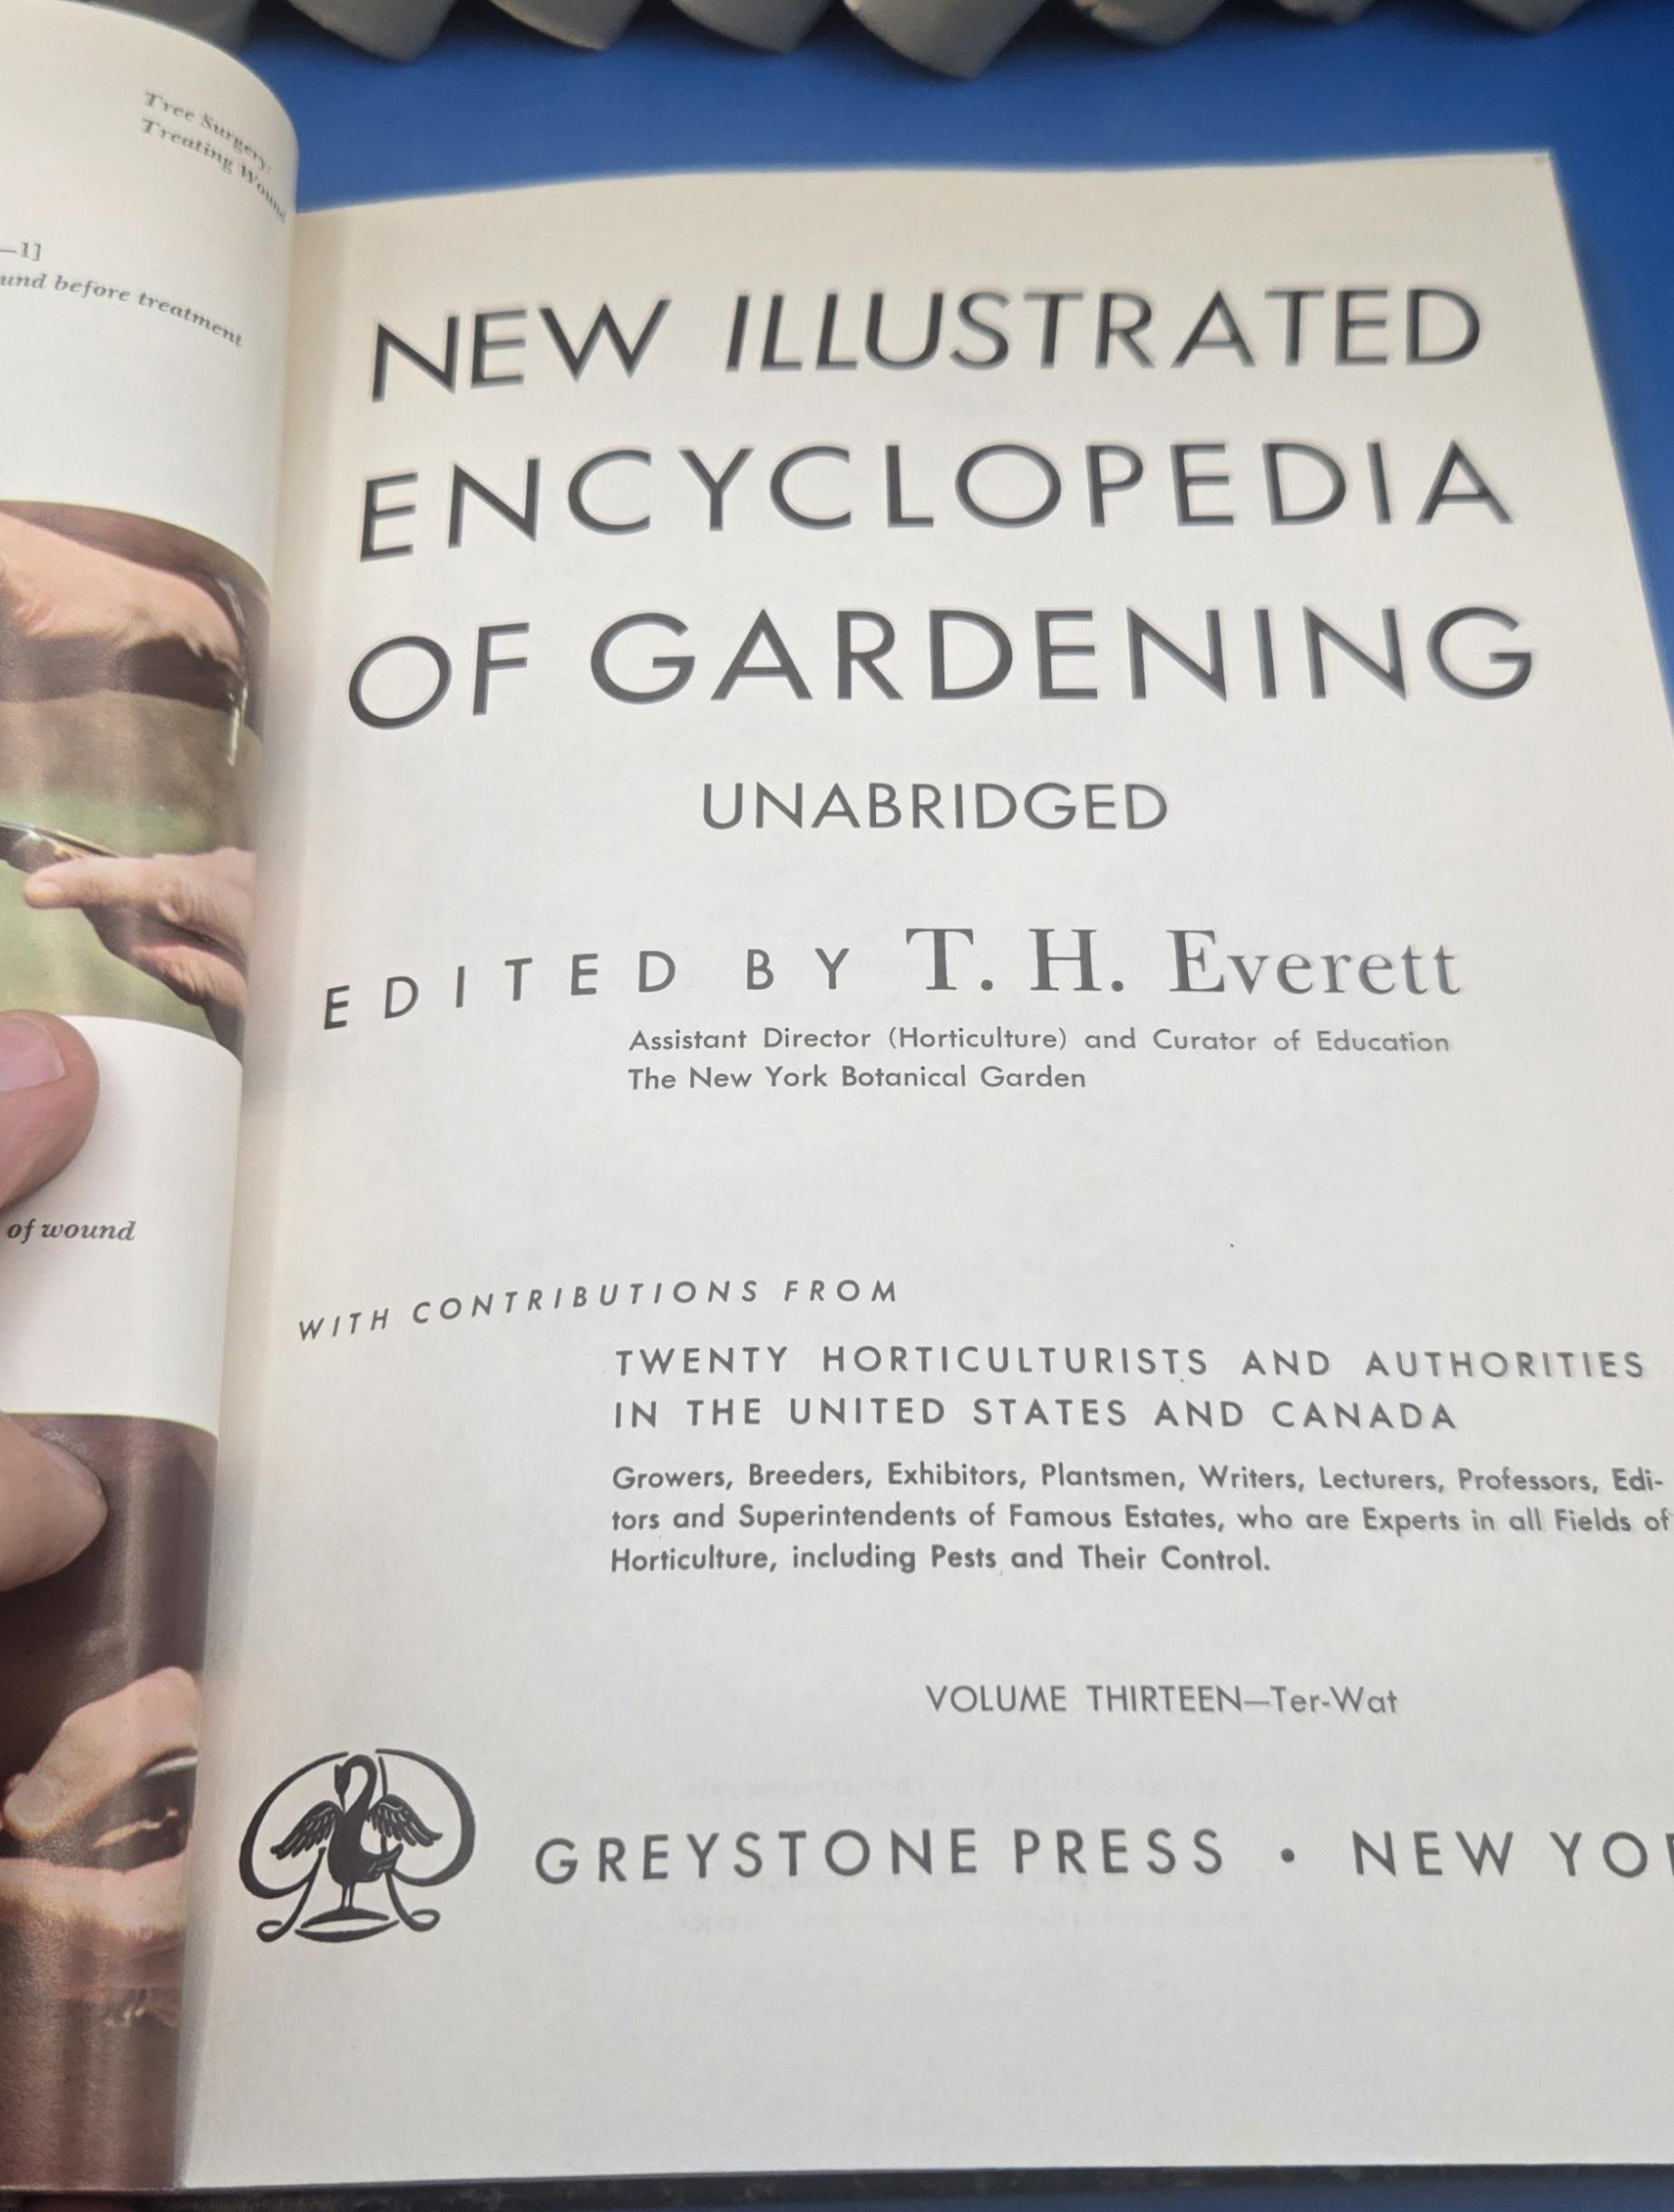 Tree Surgery:
Treating Wound
—1]
und before treatment
of wound
NEW ILLUSTRATED
ENCYCLOPEDIA
OF GARDENING
UNABRIDGED
EDITED BY T. H. Everett
Assistant Director (Horticulture) and Curator of Education
The New York Botanical Garden
WITH CONTRIBUTIONS FROM
TWENTY HORTICULTURISTS AND AUTHORITIES
IN THE UNITED STATES AND CANADA
Growers, Breeders, Exhibitors, Plantsmen, Writers, Lecturers, Professors, Edi-
tors and Superintendents of Famous Estates, who are Experts in all Fields of
Horticulture, including Pests and Their Control.
VOLUME THIRTEEN—Ter-Wat
GREYSTONE PRESS • NEW YO